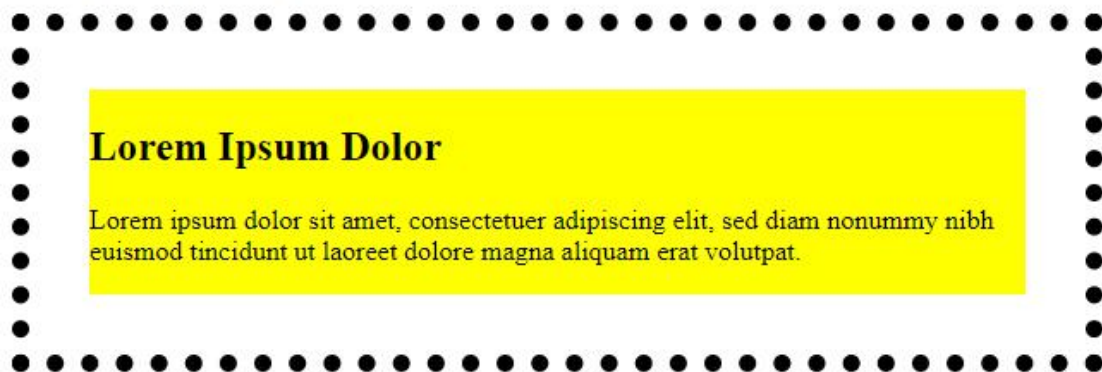 Lorem Ipsum Dolor
Lorem ipsum dolor sit amet, consectetuer adipiscing elit, sed diam nonummy nibh
euismod tincidunt ut laoreet dolore magna aliquam erat volutpat.